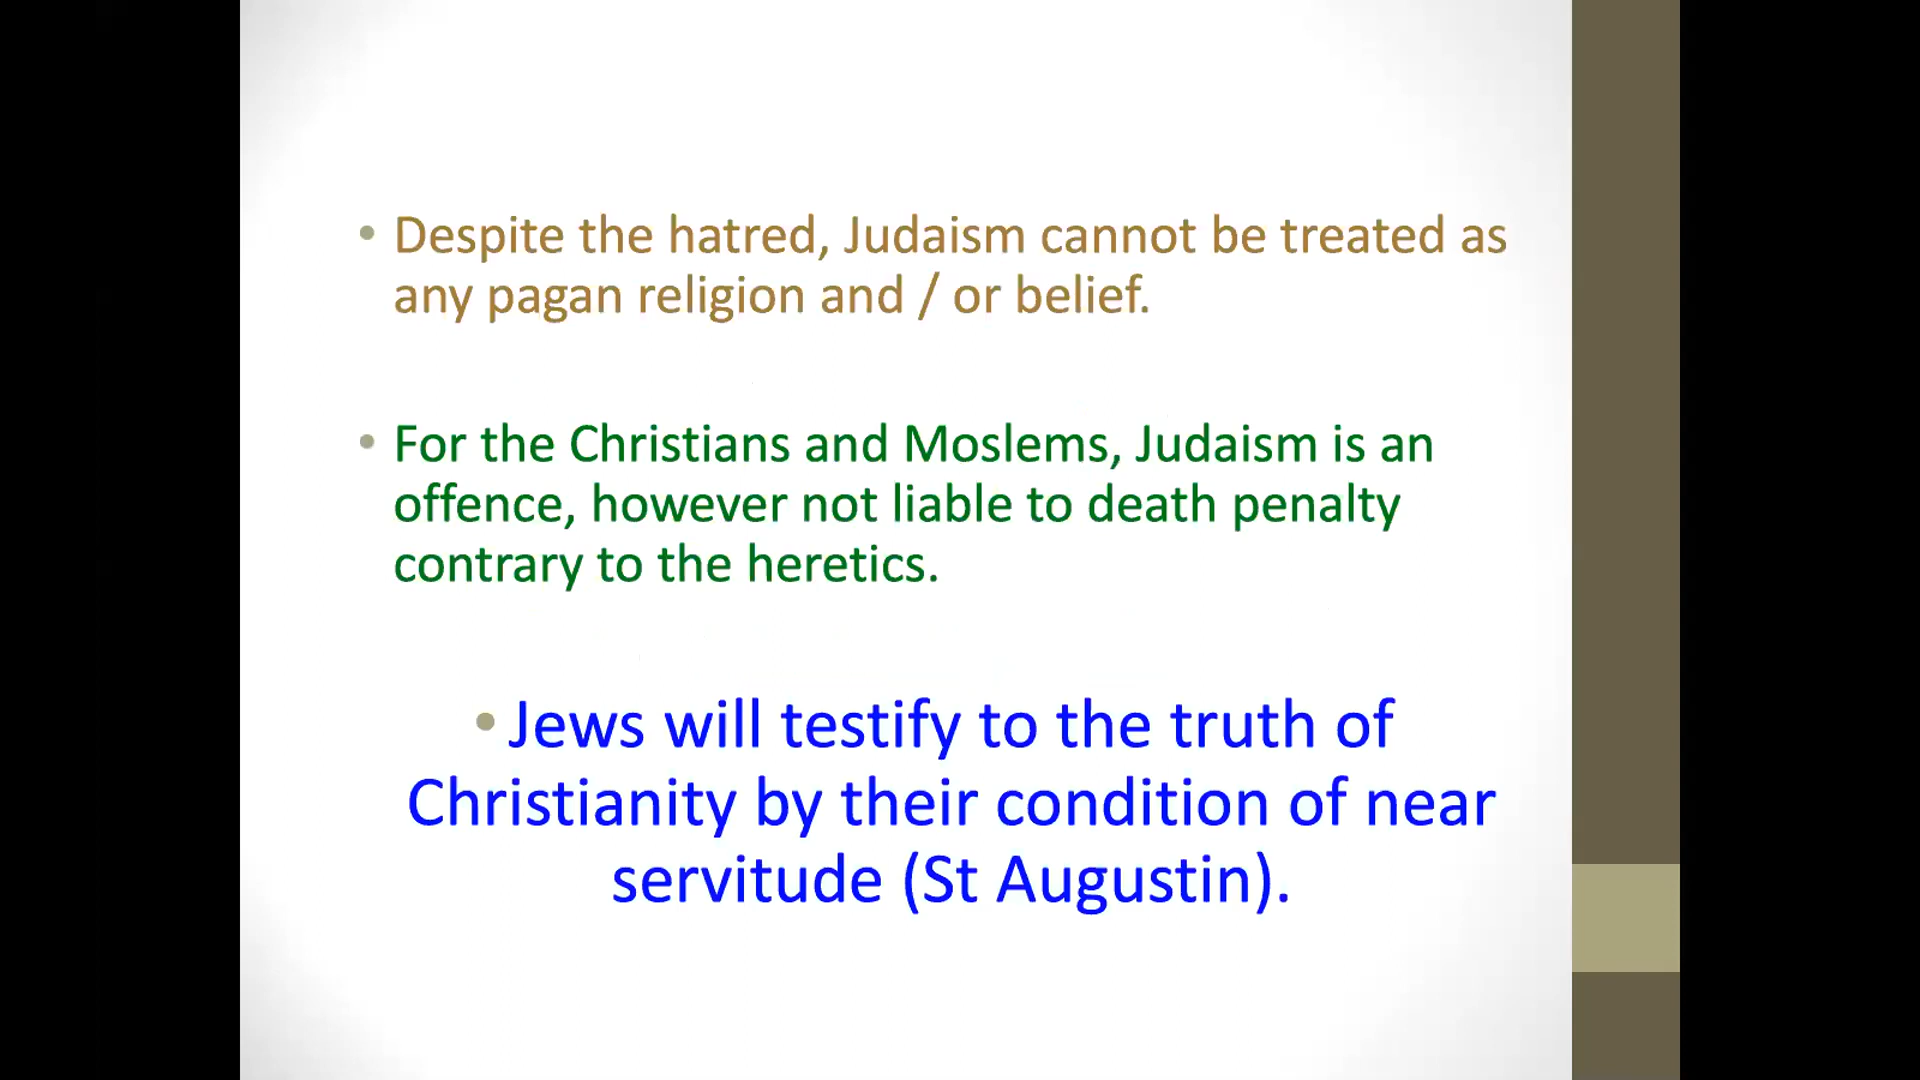 • Despite the hatred, Judaism cannot be treated as
any pagan religion and / or belief.
• For the Christians and Moslems, Judaism is an
offence, however not liable to death penalty
contrary to the heretics.
• Jews will testify to the truth of
Christianity by their condition of near
servitude (St Augustin).